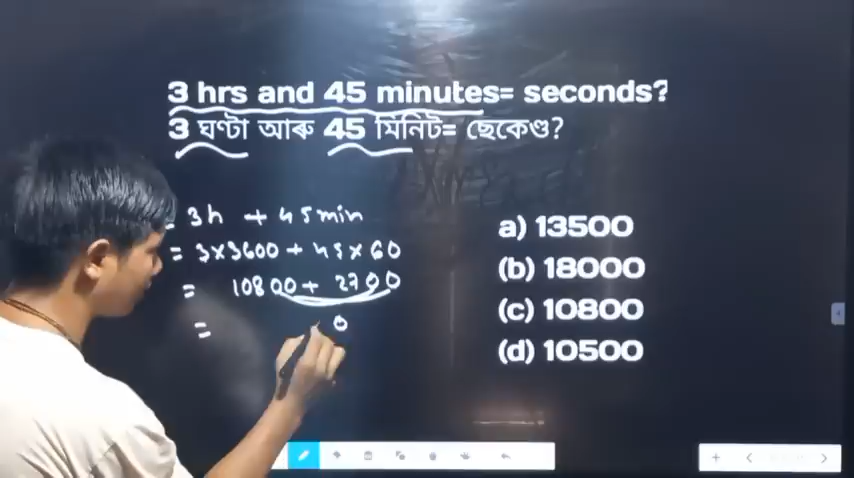 3 hrs and 45 minutes= seconds?
3 ঘণ্টা আৰু 45 মিনিট= ছেকেণ্ড?
= 3h + 45min
= 3×3600 + 45×60
= 10800 + 2700
= 0
a) 13500
(b) 18000
(c) 10800
(d) 10500